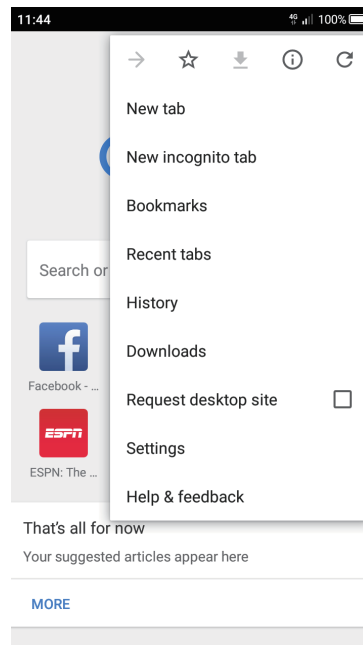 11:44 4G 100%
New tab
New incognito tab
Bookmarks
Recent tabs
Search or
History
Downloads
Facebook - ...
Request desktop site
ESPN
Settings
ESPN: The ...
Help & feedback
That's all for now
Your suggested articles appear here
MORE